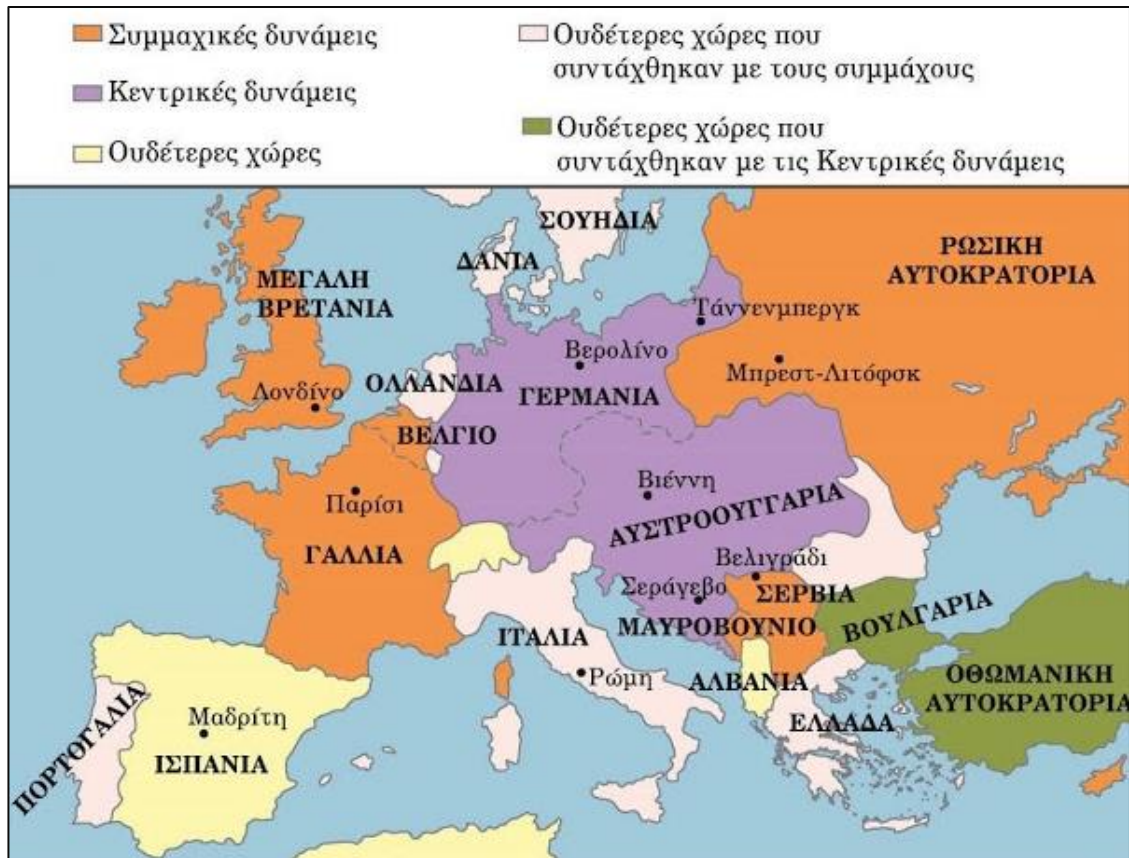 Συμμαχικές δυνάμεις
Κεντρικές δυνάμεις
Ουδέτερες χώρες
Ουδέτερες χώρες που
συντάχθηκαν με τους συμμάχους
Ουδέτερες χώρες που
συντάχθηκαν με τις Κεντρικές δυνάμεις
ΣΟΥΗΔΙΑ
ΔΑΝΙΑ
ΡΩΣΙΚΗ
ΑΥΤΟΚΡΑΤΟΡΙΑ
ΜΕΓΑΛΗ
ΒΡΕΤΑΝΙΑ
Τάννενμπεργκ
Βερολίνο
Μπρεστ-Λιτόφσκ
ΟΛΛΑΝΔΙΑ
ΓΕΡΜΑΝΙΑ
Λονδίνο
ΒΕΛΓΙΟ
Βιέννη
Παρίσι
ΑΥΣΤΡΟΟΥΓΓΑΡΙΑ
ΓΑΛΛΙΑ
Βελιγράδι
Σεράγεβο
ΣΕΡΒΙΑ
ΜΑΥΡΟΒΟΥΝΙΟ
ΒΟΥΛΓΑΡΙΑ
ΙΤΑΛΙΑ
Ρώμη
ΑΛΒΑΝΙΑ
ΟΘΩΜΑΝΙΚΗ
ΑΥΤΟΚΡΑΤΟΡΙΑ
ΕΛΛΑΔΑ
ΠΟΡΤΟΓΑΛΙΑ
Μαδρίτη
ΙΣΠΑΝΙΑ